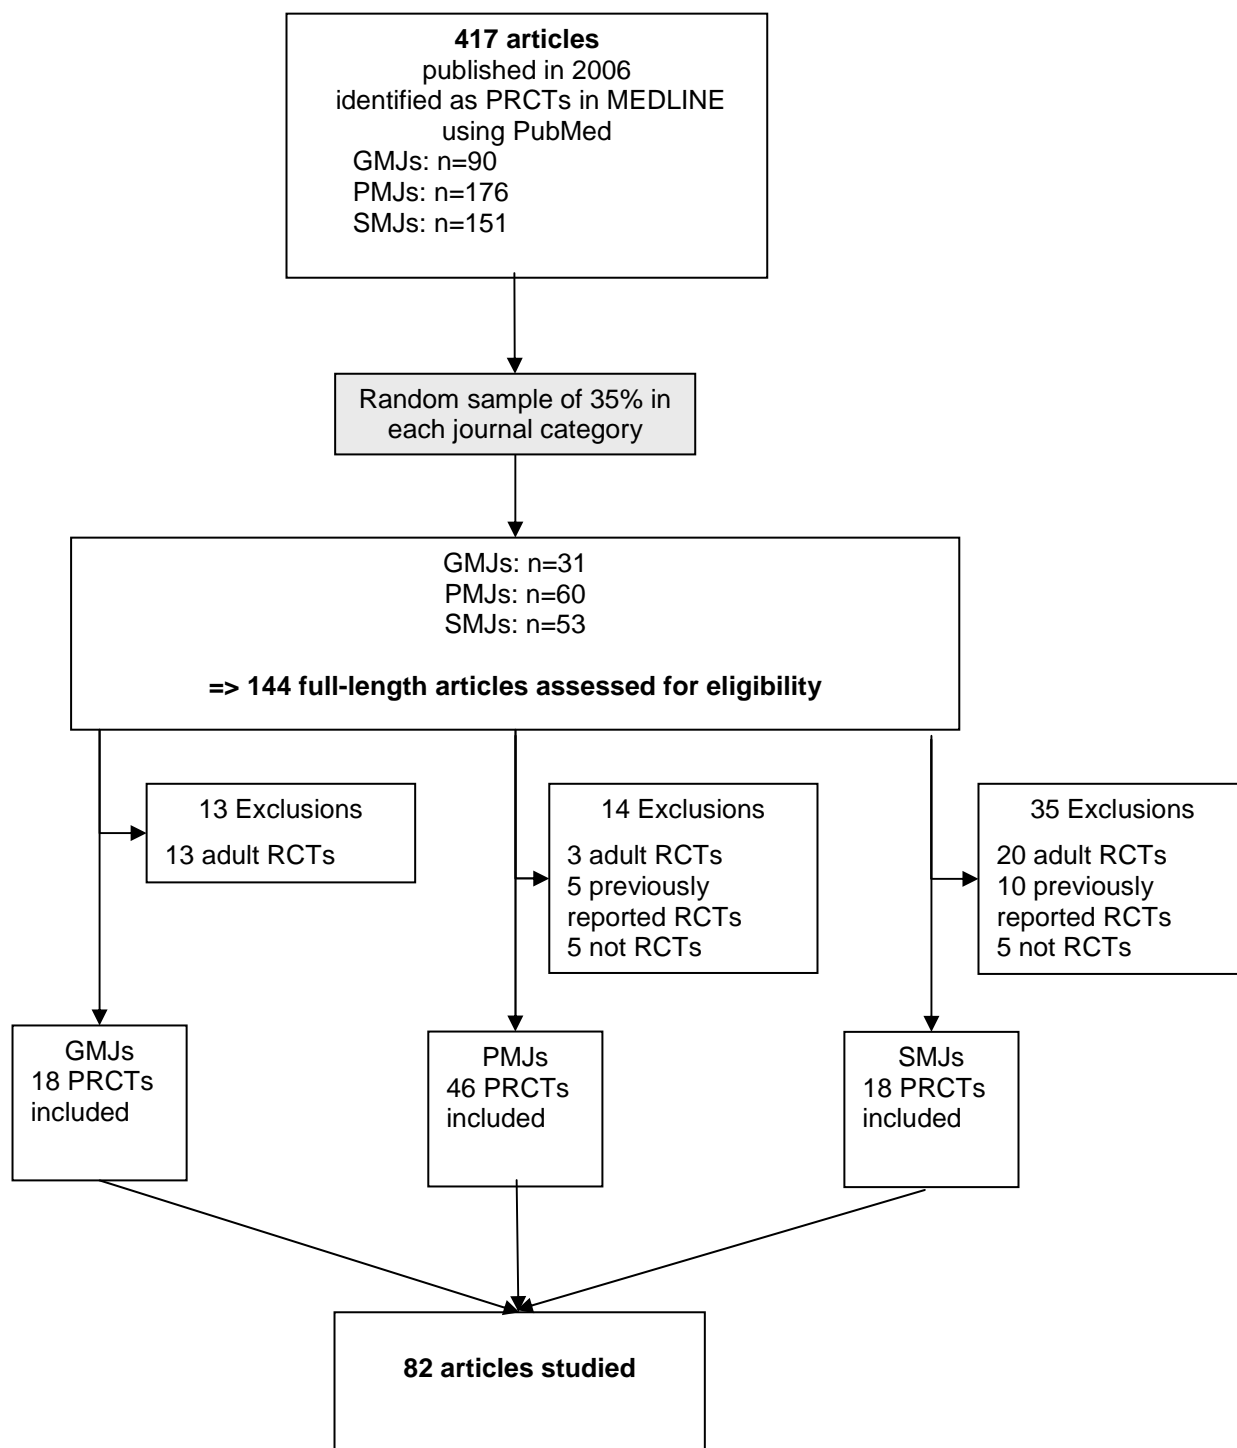 417 articles
published in 2006
identified as PRCTs in MEDLINE
using PubMed
GMJs: n=90
PMJs: n=176
SMJs: n=151
Random sample of 35% in
each journal category
GMJs: n=31
PMJs: n=60
SMJs: n=53
=> 144 full-length articles assessed for eligibility
13 Exclusions
13 adult RCTs
14 Exclusions
3 adult RCTs
5 previously
reported RCTs
5 not RCTs
35 Exclusions
20 adult RCTs
10 previously
reported RCTs
5 not RCTs
GMJs
18 PRCTs
included
PMJs
46 PRCTs
included
SMJs
18 PRCTs
included
82 articles studied